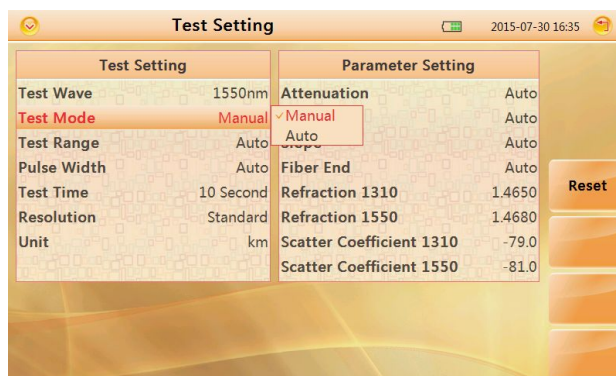 Test Setting
2015-07-30 16:35
Test Setting
Test Wave 1550nm
Test Mode Manual
Test Range Auto
Pulse Width Auto
Test Time 10 Second
Resolution Standard
Unit km
Parameter Setting
Attenuation Auto
Auto
Auto
Fiber End Auto
Refraction 1310 1.4650
Refraction 1550 1.4680
Scatter Coefficient 1310 -79.0
Scatter Coefficient 1550 -81.0
Manual
Auto
Reset